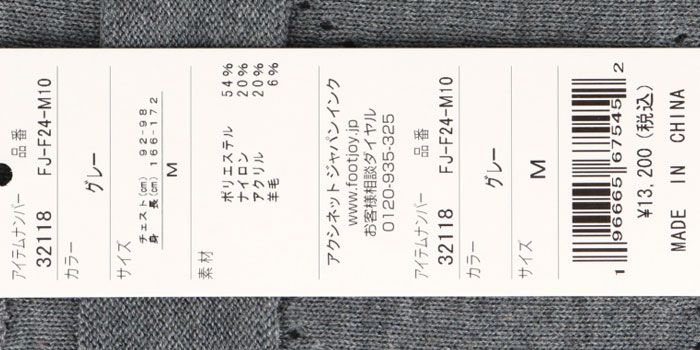 アイテムナンバー 品番
32118 FJ-F24-M10
カラー
グレー
サイズ
チェスト(cm) 92-98
身 長(cm) 166-172
M
素材
ポリエステル 54%
ナイロン 20%
アクリル 20%
羊毛 6%
アクシネット ジャパン インク
www.footjoy.jp
お客様相談ダイヤル
0120-935-325
アイテムナンバー 品番
32118 FJ-F24-M10
カラー
グレー
サイズ
M
1 96665 67545 2
¥13,200(税込)
MADE IN CHINA